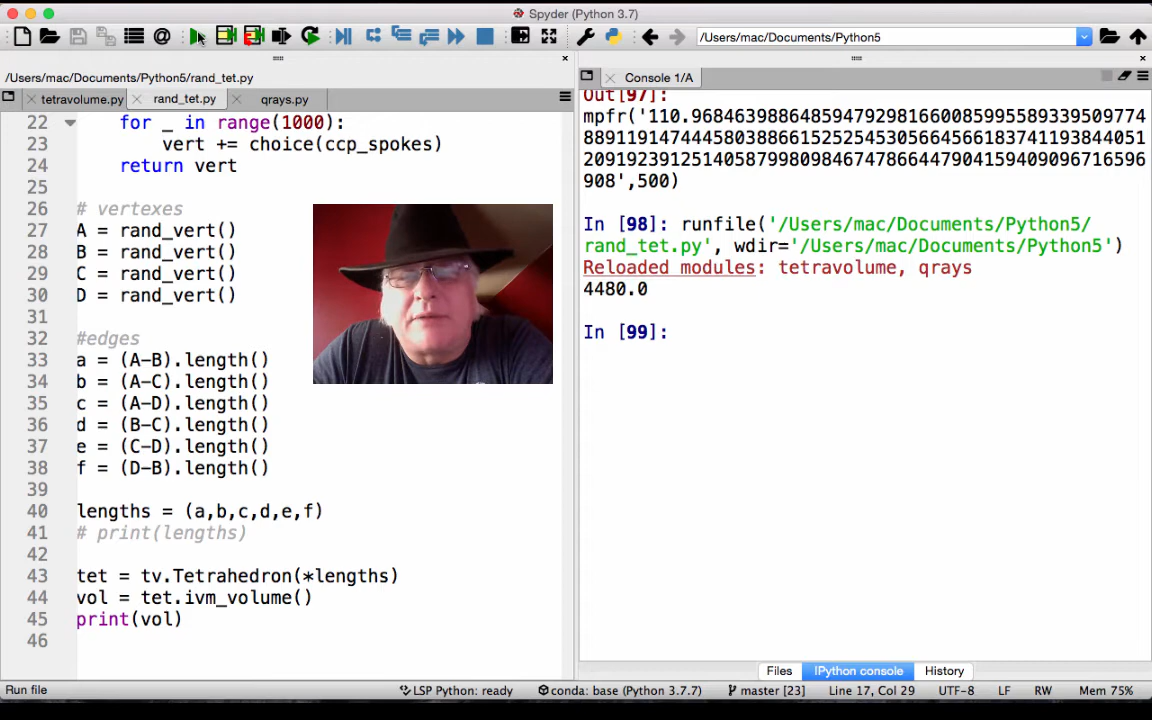 Spyder (Python 3.7)
/Users/mac/Documents/Python5
/Users/mac/Documents/Python5/rand_tet.py
tetravolume.py
rand_tet.py
qrays.py
22 for _ in range(1000):
23 vert += choice(ccp_spokes)
24 return vert
25
26 # vertexes
27 A = rand_vert()
28 B = rand_vert()
29 C = rand_vert()
30 D = rand_vert()
31
32 #edges
33 a = (A-B).length()
34 b = (A-C).length()
35 c = (A-D).length()
36 d = (B-C).length()
37 e = (C-D).length()
38 f = (D-B).length()
39
40 lengths = (a,b,c,d,e,f)
41 # print(lengths)
42
43 tet = tv.Tetrahedron(*lengths)
44 vol = tet.ivm_volume()
45 print(vol)
46
Console 1/A
Out[97]:
mpfr('110.968463988648594792981660085995589339509774
889119147444580388661525254530566456618374119384405 1
20919239125140587998098467478664479041594090967165 96
908',500)
In [98]: runfile('/Users/mac/Documents/Python5/
rand_tet.py', wdir='/Users/mac/Documents/Python5')
Reloaded modules: tetravolume, qrays
4480.0
In [99]:
Files
IPython console
History
Run file
LSP Python: ready
conda: base (Python 3.7.7)
master [23]
Line 17, Col 29
UTF-8
LF
RW
Mem 75%